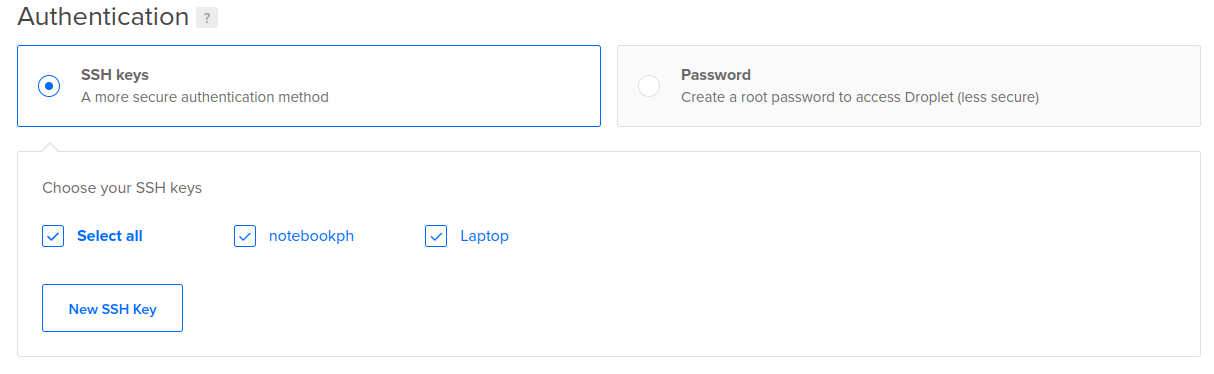 Authentication ?
SSH keys
A more secure authentication method
Password
Create a root password to access Droplet (less secure)
Choose your SSH keys
Select all notebookph Laptop
New SSH Key